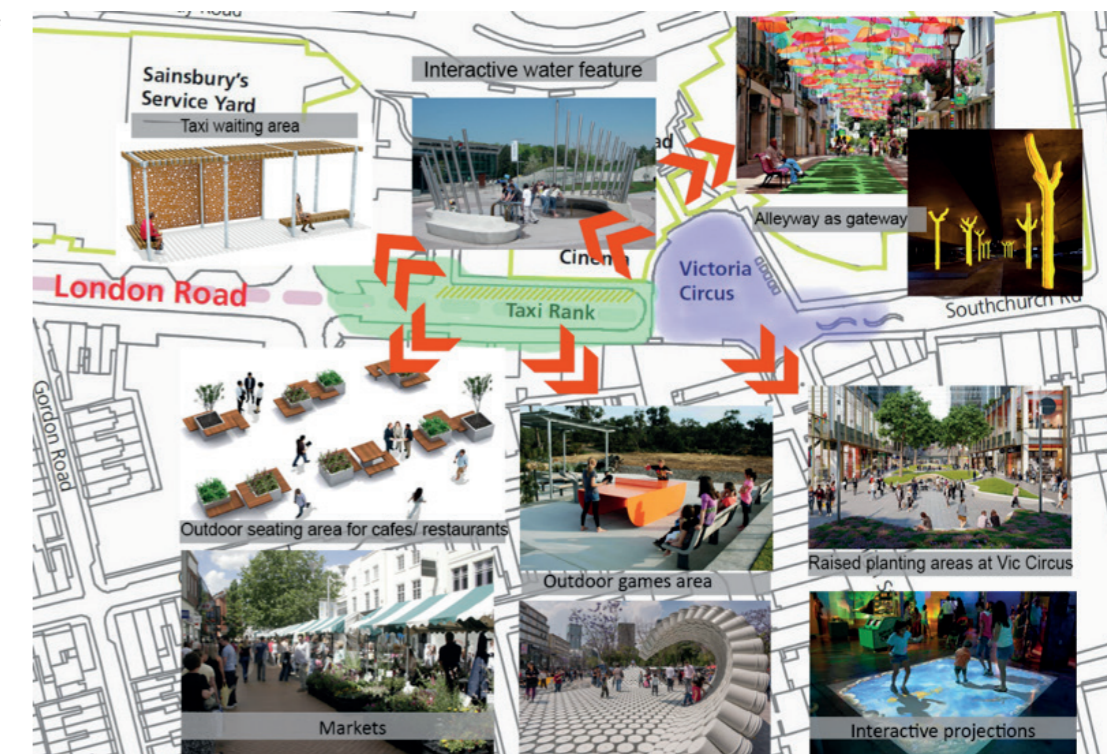 Road
Sainsbury's
Service Yard
Taxi waiting area
Interactive water feature
Alleyway as gateway
Cinema
Victoria
Circus
London Road
Taxi Rank
Southchurch Rd
Gordon Road
Outdoor seating area for cafes/ restaurants
Outdoor games area
Raised planting areas at Vic Circus
Markets
Interactive projections